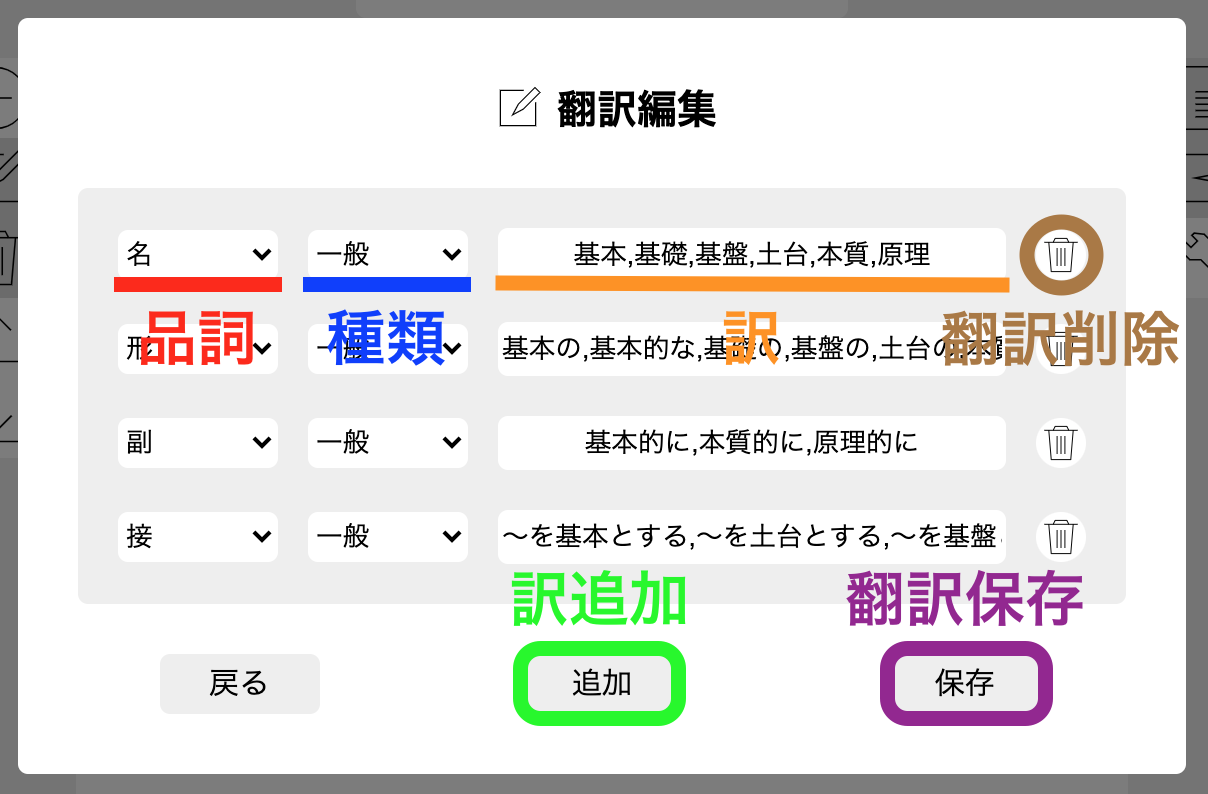 翻訳編集
名 一般 基本,基礎,基盤,土台,本質,原理
品詞 種類 訳 翻訳削除
形 一般 基本の,基本的な,基礎の,基盤の,土台の,本質
副 一般 基本的に,本質的に,原理的に
接 一般 〜を基本とする,〜を土台とする,〜を基盤
訳追加 翻訳保存
戻る 追加 保存